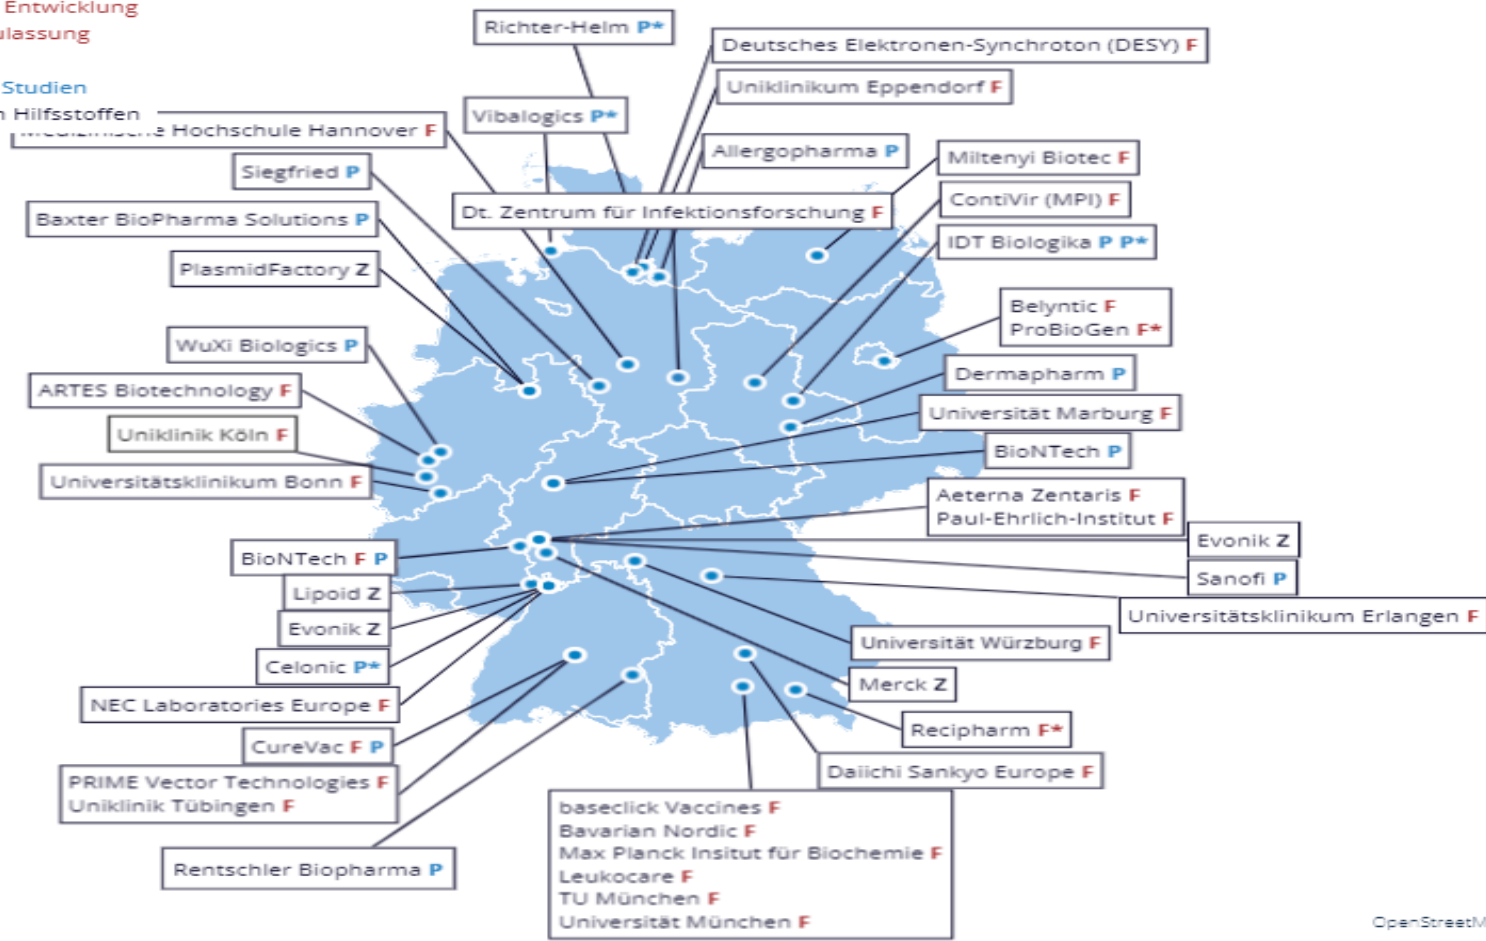 Entwicklung
ulassung
Studien
n Hilfsstoffen
Medizinische Hochschule Hannover F
Siegfried P
Baxter BioPharma Solutions P
PlasmidFactory Z
WuXi Biologics P
ARTES Biotechnology F
Uniklinik Köln F
Universitätsklinikum Bonn F
BioNTech F P
Lipoid Z
Evonik Z
Celonic P*
NEC Laboratories Europe F
CureVac F P
PRIME Vector Technologies F
Uniklinik Tübingen F
Rentschler Biopharma P
Richter-Helm P*
Vibalogics P*
Deutsches Elektronen-Synchroton (DESY) F
Uniklinikum Eppendorf F
Allergopharma P
Dt. Zentrum für Infektionsforschung F
Miltenyi Biotec F
ContiVir (MPI) F
IDT Biologika P P*
Belyntic F
ProBioGen F*
Dermapharm P
Universität Marburg F
BioNTech P
Aeterna Zentaris F
Paul-Ehrlich-Institut F
Evonik Z
Sanofi P
Universitätsklinikum Erlangen F
Universität Würzburg F
Merck Z
Recipharm F*
Daiichi Sankyo Europe F
baseclick Vaccines F
Bavarian Nordic F
Max Planck Insitut für Biochemie F
Leukocare F
TU München F
Universität München F
OpenStreetM